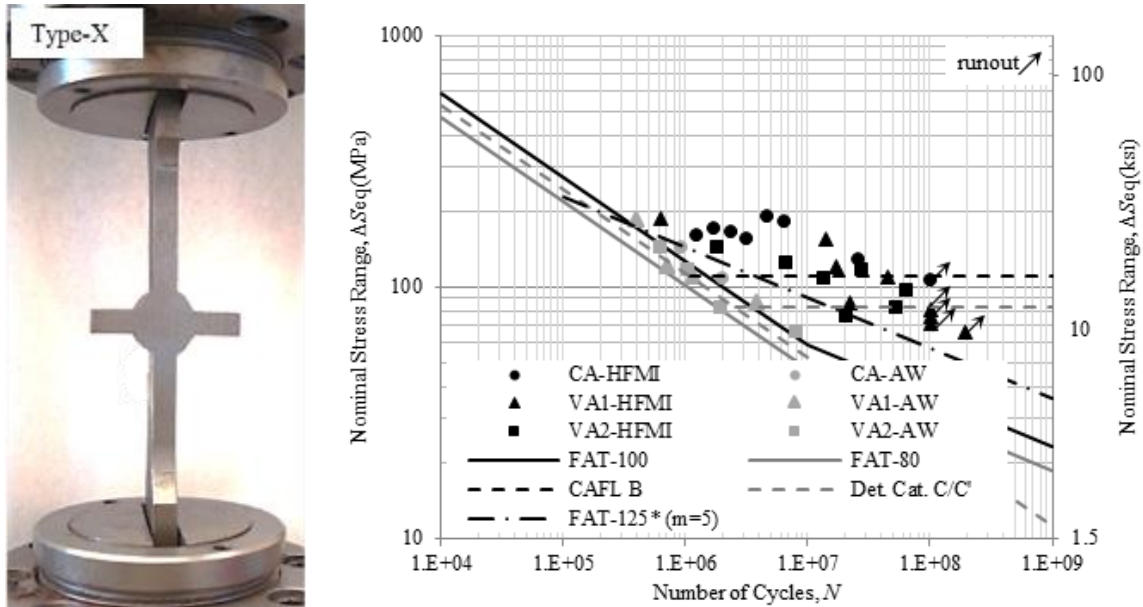 Type-X
1000
100
10
Nominal Stress Range, ΔSeq(MPa)
runout
100
10
1.5
Nominal Stress Range, ΔSeq(ksi)
CA-HFMI
CA-AW
VA1-HFMI
VA1-AW
VA2-HFMI
VA2-AW
FAT-100
FAT-80
CAFL B
Det. Cat. C/C'
FAT-125* (m=5)
1.E+04 1.E+05 1.E+06 1.E+07 1.E+08 1.E+09
Number of Cycles, N